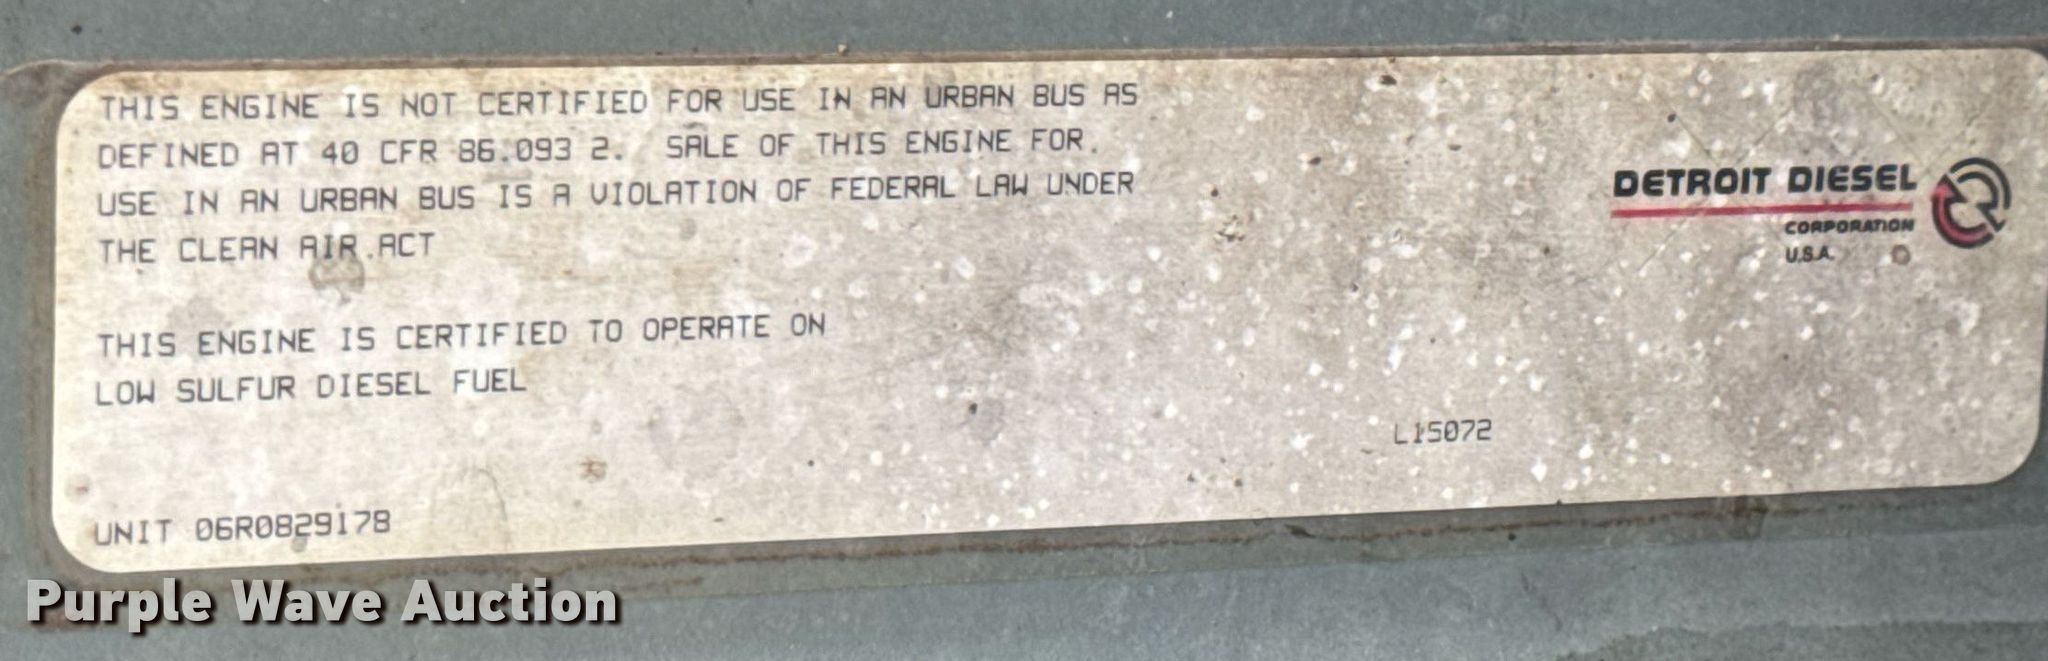 THIS ENGINE IS NOT CERTIFIED FOR USE IN AN URBAN BUS AS
DEFINED AT 40 CFR 86.093 2. SALE OF THIS ENGINE FOR.
USE IN AN URBAN BUS IS A VIOLATION OF FEDERAL LAW UNDER
THE CLEAN AIR ACT
DETROIT DIESEL
CORPORATION
U.S.A.
THIS ENGINE IS CERTIFIED TO OPERATE ON
LOW SULFUR DIESEL FUEL
L15072
UNIT 06R0829178
Purple Wave Auction